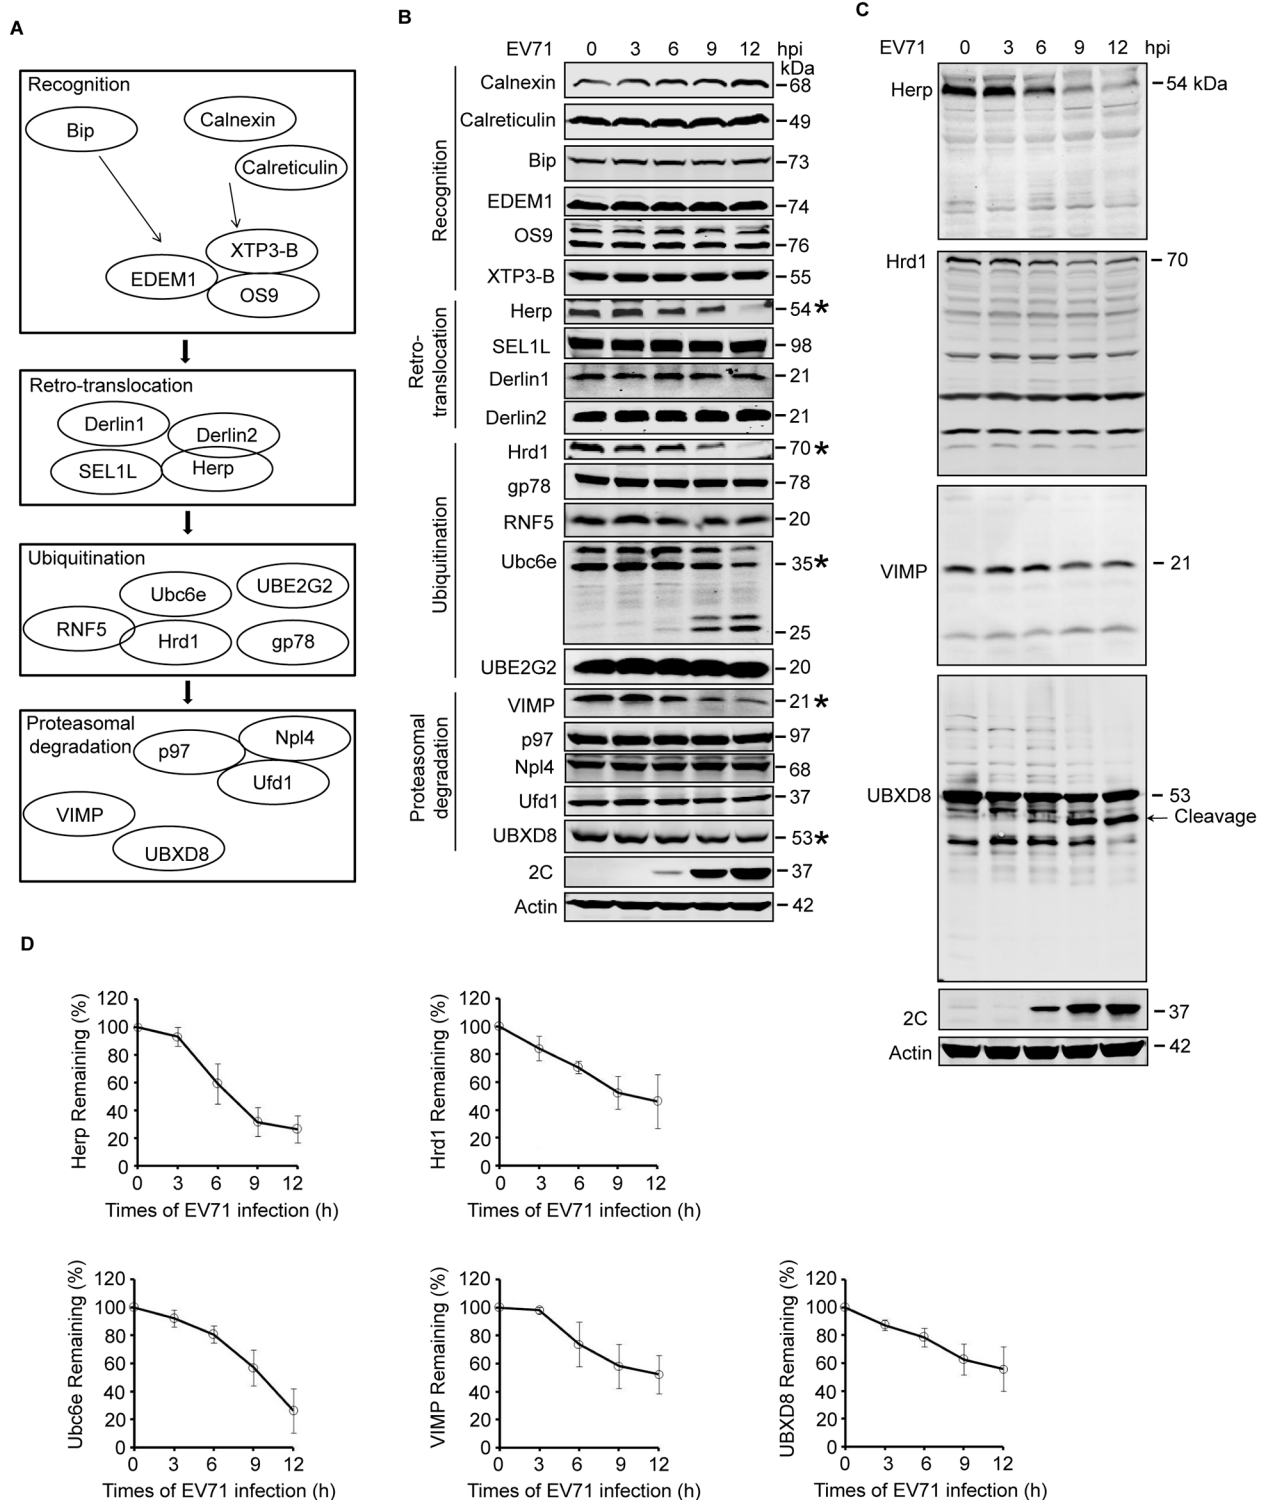 A
Recognition
Bip
Calnexin
Calreticulin
XTP3-B
EDEM1
OS9
Retro-translocation
Derlin1
Derlin2
SEL1L
Herp
Ubiquitination
Ubc6e
UBE2G2
RNF5
Hrd1
gp78
Proteasomal
degradation
p97
Npl4
Ufd1
VIMP
UBXD8
B
EV71 0 3 6 9 12 hpi
kDa
Recognition
Calnexin 68
Calreticulin 49
Bip 73
EDEM1 74
OS9 76
XTP3-B 55
Retro-
translocation
Herp 54*
SEL1L 98
Derlin1 21
Derlin2 21
Ubiquitination
Hrd1 70*
gp78 78
RNF5 20
Ubc6e 35*
25
UBE2G2 20
Proteasomal
degradation
VIMP 21*
p97 97
Npl4 68
Ufd1 37
UBXD8 53*
2C 37
Actin 42
C
EV71 0 3 6 9 12 hpi
Herp 54 kDa
Hrd1 70
VIMP 21
UBXD8 53
Cleavage
2C 37
Actin 42
D
Herp Remaining (%)
120
100
80
60
40
20
0
0 3 6 9 12
Times of EV71 infection (h)
Hrd1 Remaining (%)
120
100
80
60
40
20
0
0 3 6 9 12
Times of EV71 infection (h)
Ubc6e Remaining (%)
120
100
80
60
40
20
0
0 3 6 9 12
Times of EV71 infection (h)
VIMP Remaining (%)
120
100
80
60
40
20
0
0 3 6 9 12
Times of EV71 infection (h)
UBXD8 Remaining (%)
120
100
80
60
40
20
0
0 3 6 9 12
Times of EV71 infection (h)